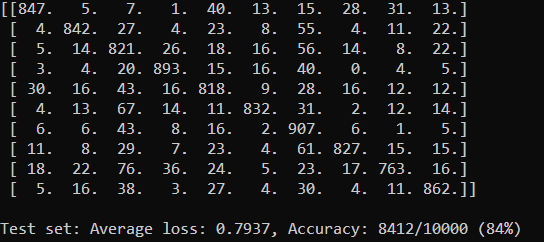 [[847. 5. 7. 1. 40. 13. 15. 28. 31. 13.]
[ 4. 842. 27. 4. 23. 8. 55. 4. 11. 22.]
[ 5. 14. 821. 26. 18. 16. 56. 14. 8. 22.]
[ 3. 4. 20. 893. 15. 16. 40. 0. 4. 5.]
[ 30. 16. 43. 16. 818. 9. 28. 16. 12. 12.]
[ 4. 13. 67. 14. 11. 832. 31. 2. 12. 14.]
[ 6. 6. 43. 8. 16. 2. 907. 6. 1. 5.]
[ 11. 8. 29. 7. 23. 4. 61. 827. 15. 15.]
[ 18. 22. 76. 36. 24. 5. 23. 17. 763. 16.]
[ 5. 16. 38. 3. 27. 4. 30. 4. 11. 862.]]
Test set: Average loss: 0.7937, Accuracy: 8412/10000 (84%)